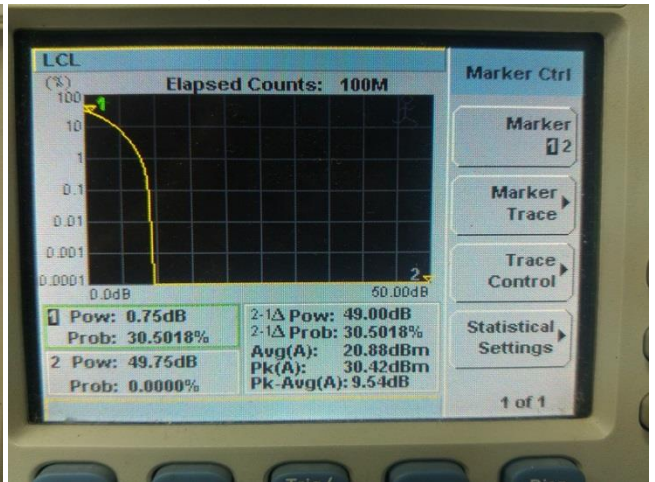 LCL
(%) Elapsed Counts: 100M
100 1
10
1
0.1
0.01
0.001
0.0001 2
0.0dB 50.00dB
1 Pow: 0.75dB
Prob: 30.5018%
2 Pow: 49.75dB
Prob: 0.0000%
2-1Δ Pow: 49.00dB
2-1Δ Prob: 30.5018%
Avg(A): 20.88dBm
Pk(A): 30.42dBm
Pk-Avg(A): 9.54dB
Marker Ctrl
Marker
1 2
Marker
Trace
Trace
Control
Statistical
Settings
1 of 1